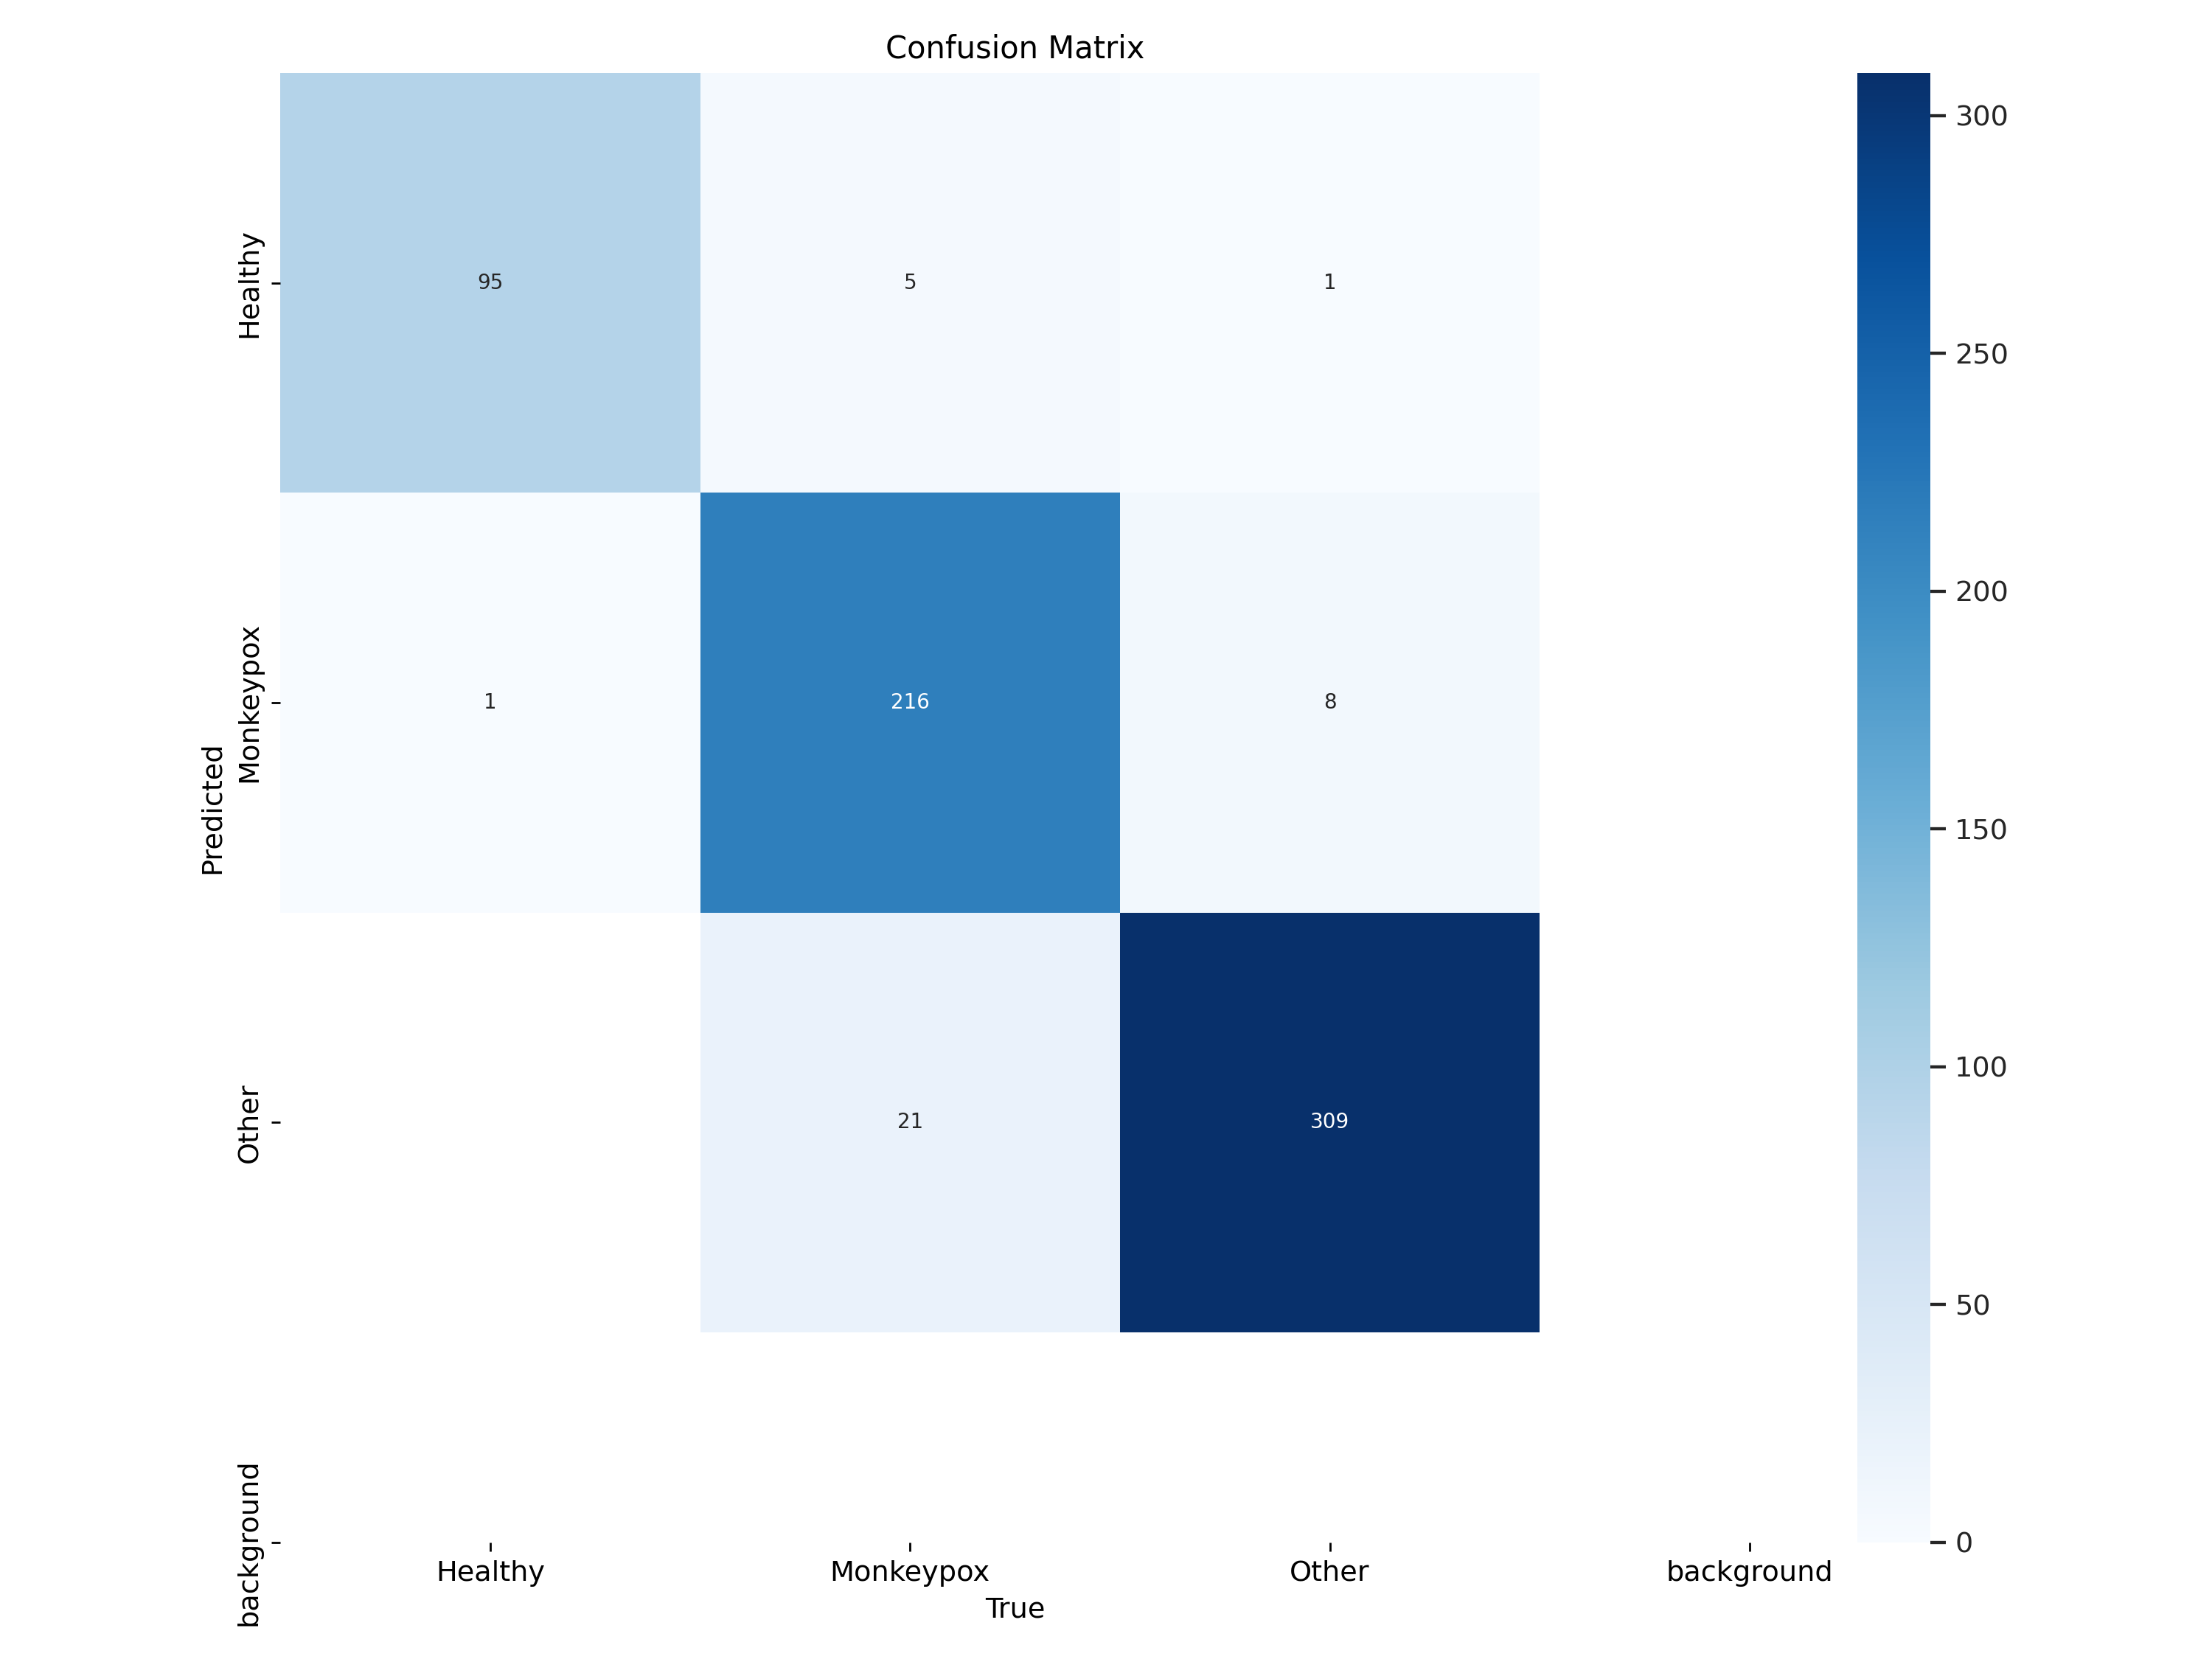 Confusion Matrix
Predicted
Healthy
95
5
1
Monkeypox
1
216
8
Other
21
309
background
Healthy
Monkeypox
Other
background
True
300
250
200
150
100
50
0